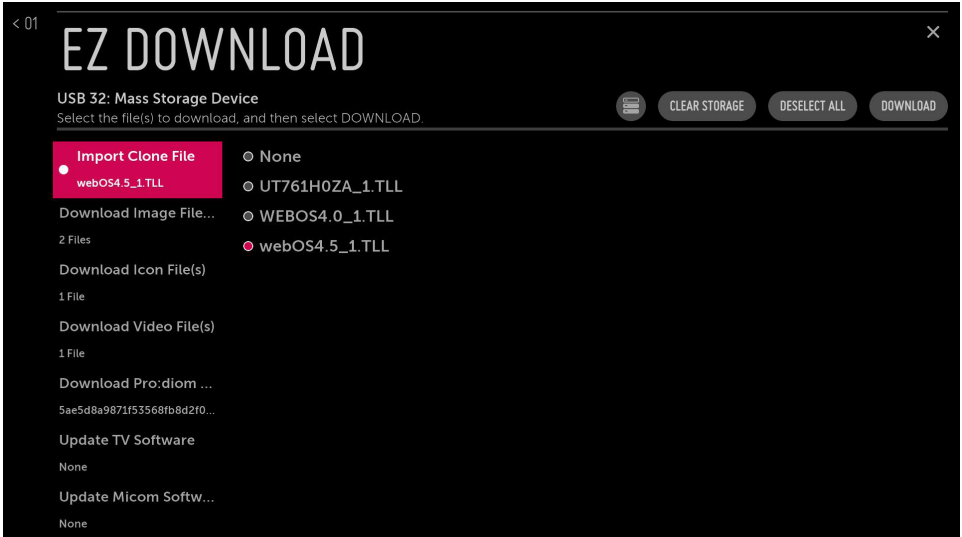 < 01
EZ DOWNLOAD
×
USB 32: Mass Storage Device
Select the file(s) to download, and then select DOWNLOAD.
CLEAR STORAGE
DESELECT ALL
DOWNLOAD
Import Clone File
webOS4.5_1.TLL
Download Image File...
2 Files
Download Icon File(s)
1 File
Download Video File(s)
1 File
Download Pro:diom ...
5ae5d8a9871f53568fb8d2f0...
Update TV Software
None
Update Micom Softw...
None
None
UT761H0ZA_1.TLL
WEBOS4.0_1.TLL
webOS4.5_1.TLL